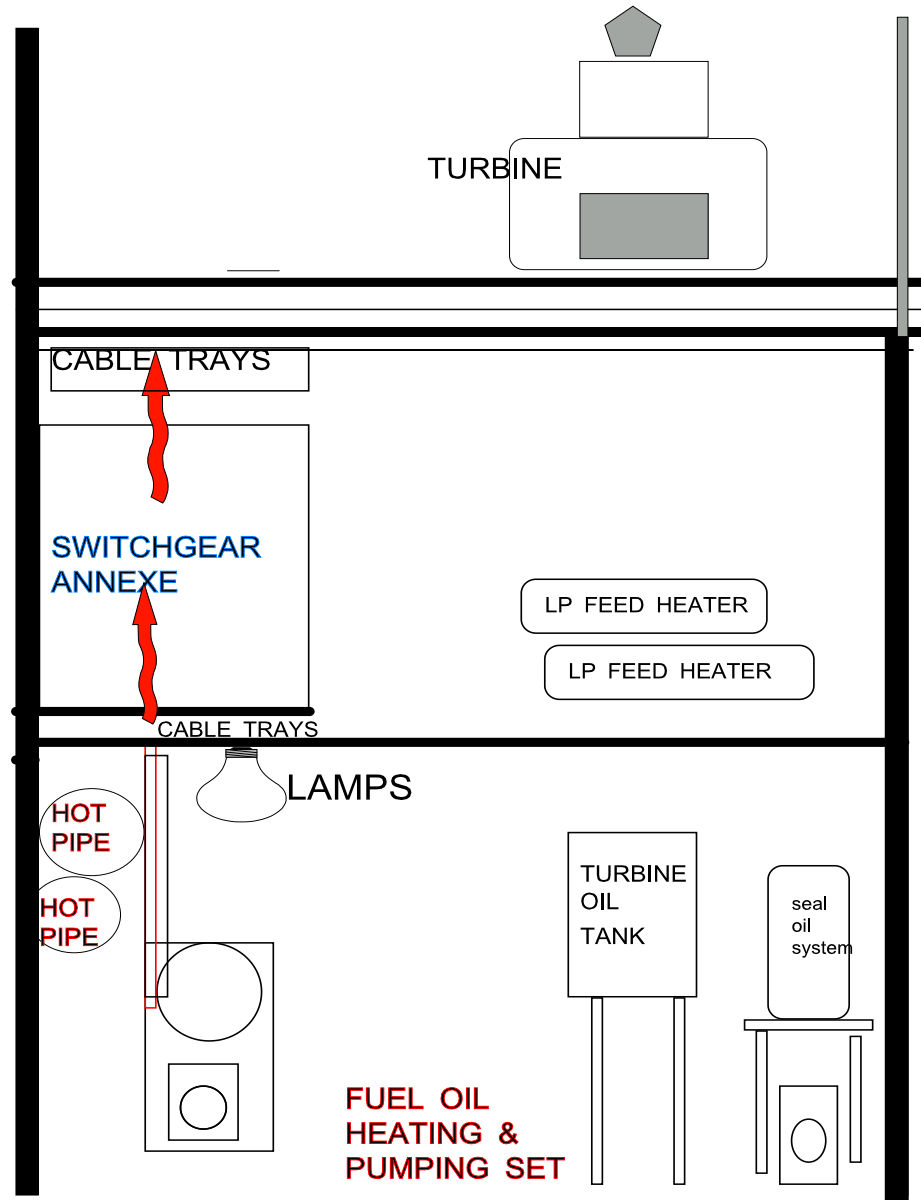 TURBINE
CABLE TRAYS
SWITCHGEAR
ANNEXE
LP FEED HEATER
LP FEED HEATER
CABLE TRAYS
LAMPS
HOT
PIPE
HOT
PIPE
TURBINE
OIL
TANK
seal
oil
system
FUEL OIL
HEATING &
PUMPING SET